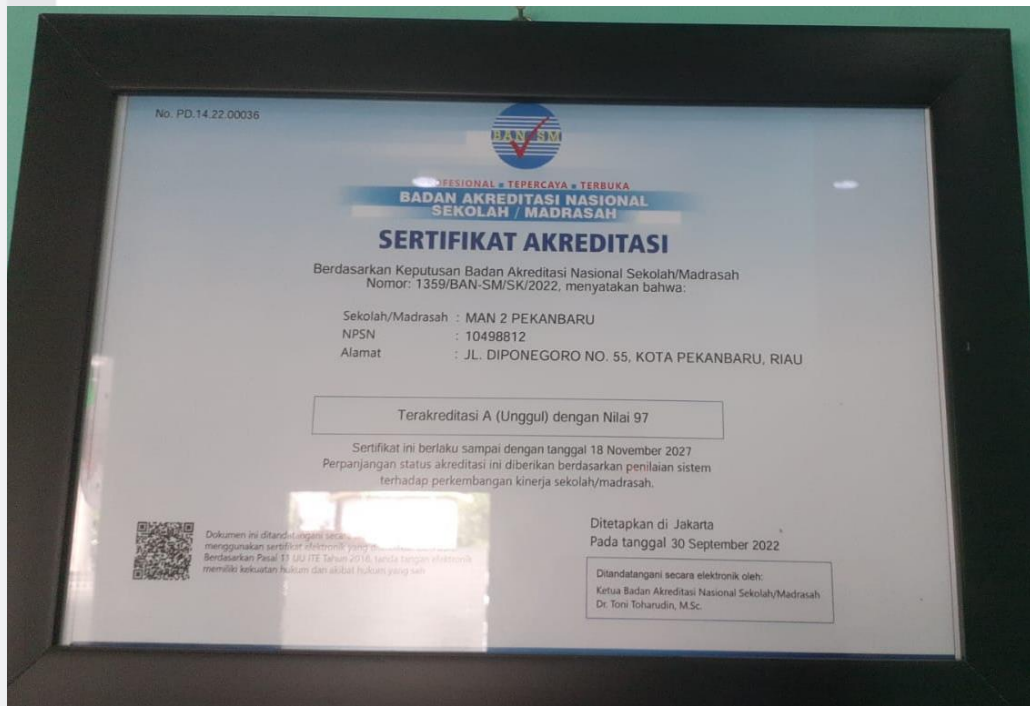 No. PD.14.22.00036
BAN-SM
PROFESIONAL ■ TEPERCAYA ■ TERBUKA
BADAN AKREDITASI NASIONAL
SEKOLAH / MADRASAH
SERTIFIKAT AKREDITASI
Berdasarkan Keputusan Badan Akreditasi Nasional Sekolah/Madrasah
Nomor: 1359/BAN-SM/SK/2022, menyatakan bahwa:
Sekolah/Madrasah : MAN 2 PEKANBARU
NPSN : 10498812
Alamat : JL. DIPONEGORO NO. 55, KOTA PEKANBARU, RIAU
Terakreditasi A (Unggul) dengan Nilai 97
Sertifikat ini berlaku sampai dengan tanggal 18 November 2027
Perpanjangan status akreditasi ini diberikan berdasarkan penilaian sistem
terhadap perkembangan kinerja sekolah/madrasah.
Dokumen ini ditandatangani
menggunakan sertifikat elektronik yang
Berdasarkan Pasal 11 UU ITE Tahun 2016, tanda tangan elektronik
memiliki kekuatan hukum dan akibat hukum yang sah
Ditetapkan di Jakarta
Pada tanggal 30 September 2022
Ditandatangani secara elektronik oleh:
Ketua Badan Akreditasi Nasional Sekolah/Madrasah
Dr. Toni Toharudin, M.Sc.